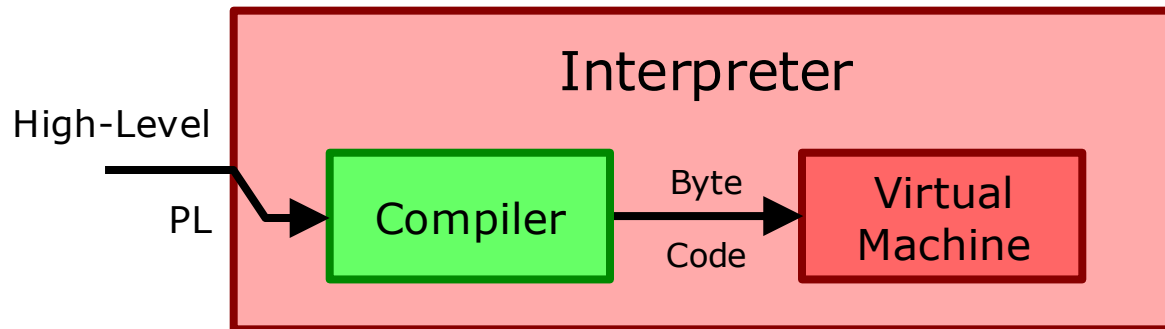 Interpreter
High-Level
PL
Compiler
Byte
Code
Virtual
Machine